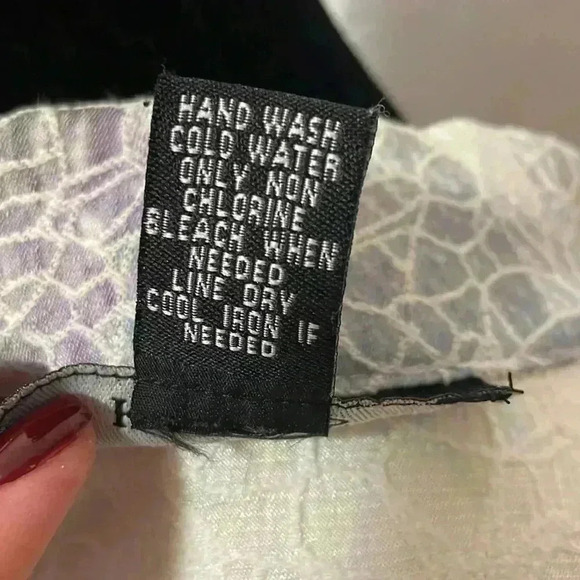 HAND WASH
COLD WATER
ONLY NON
CHLORINE
BLEACH WHEN
NEEDED
LINE DRY
COOL IRON IF
NEEDED